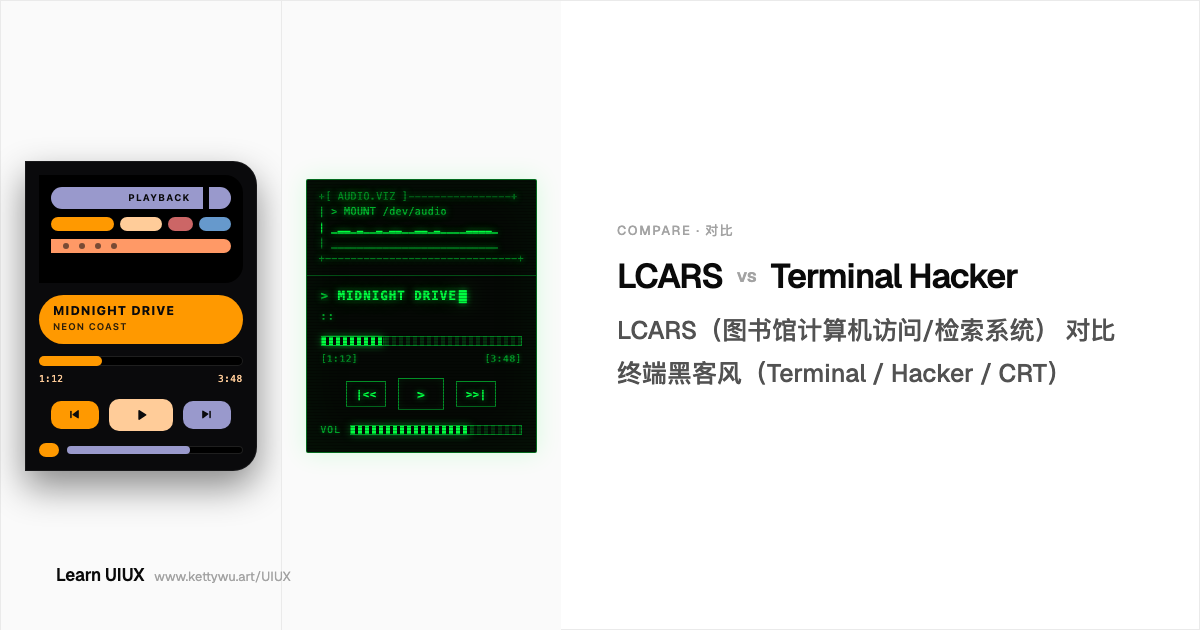 PLAYBACK
MIDNIGHT DRIVE
NEON COAST
1:12 3:48
+[ AUDIO.VIZ ]----------------+
| > MOUNT /dev/audio
> MIDNIGHT DRIVE
::
[1:12] [3:48]
|<< > >>|
VOL
COMPARE · 对比
LCARS vs Terminal Hacker
LCARS（图书馆计算机访问/检索系统） 对比
终端黑客风（Terminal / Hacker / CRT）
Learn UIUX www.kettywu.art/UIUX